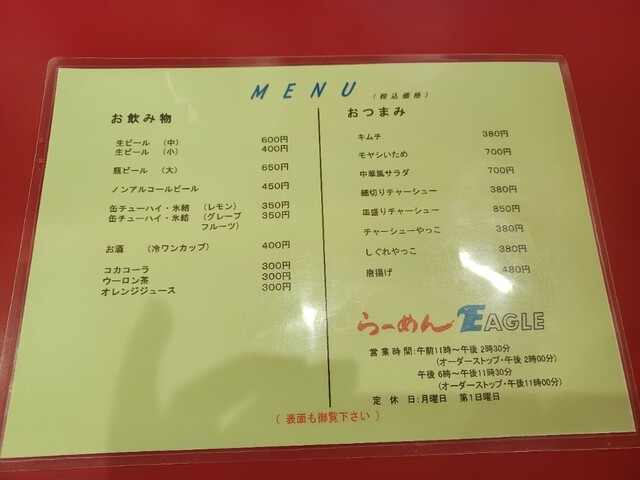 MENU
(税込価格)
お飲み物
生ビール (中) 600円
生ビール (小) 400円
瓶ビール (大) 650円
ノンアルコールビール 450円
缶チューハイ・氷結 (レモン) 350円
缶チューハイ・氷結 (グレープ 350円
フルーツ)
お酒 (冷ワンカップ) 400円
コカコーラ 300円
ウーロン茶 300円
オレンジジュース 300円
おつまみ
キムチ 380円
モヤシいため 700円
中華風サラダ 700円
細切りチャーシュー 380円
皿盛りチャーシュー 850円
チャーシューやっこ 380円
しぐれやっこ 380円
唐揚げ 480円
らーめん EAGLE
営業時間:午前11時~午後2時30分
(オーダーストップ・午後2時00分)
午後6時~午後11時30分
(オーダーストップ・午後11時00分)
定休日:月曜日 第1日曜日
(表面も御覧下さい)